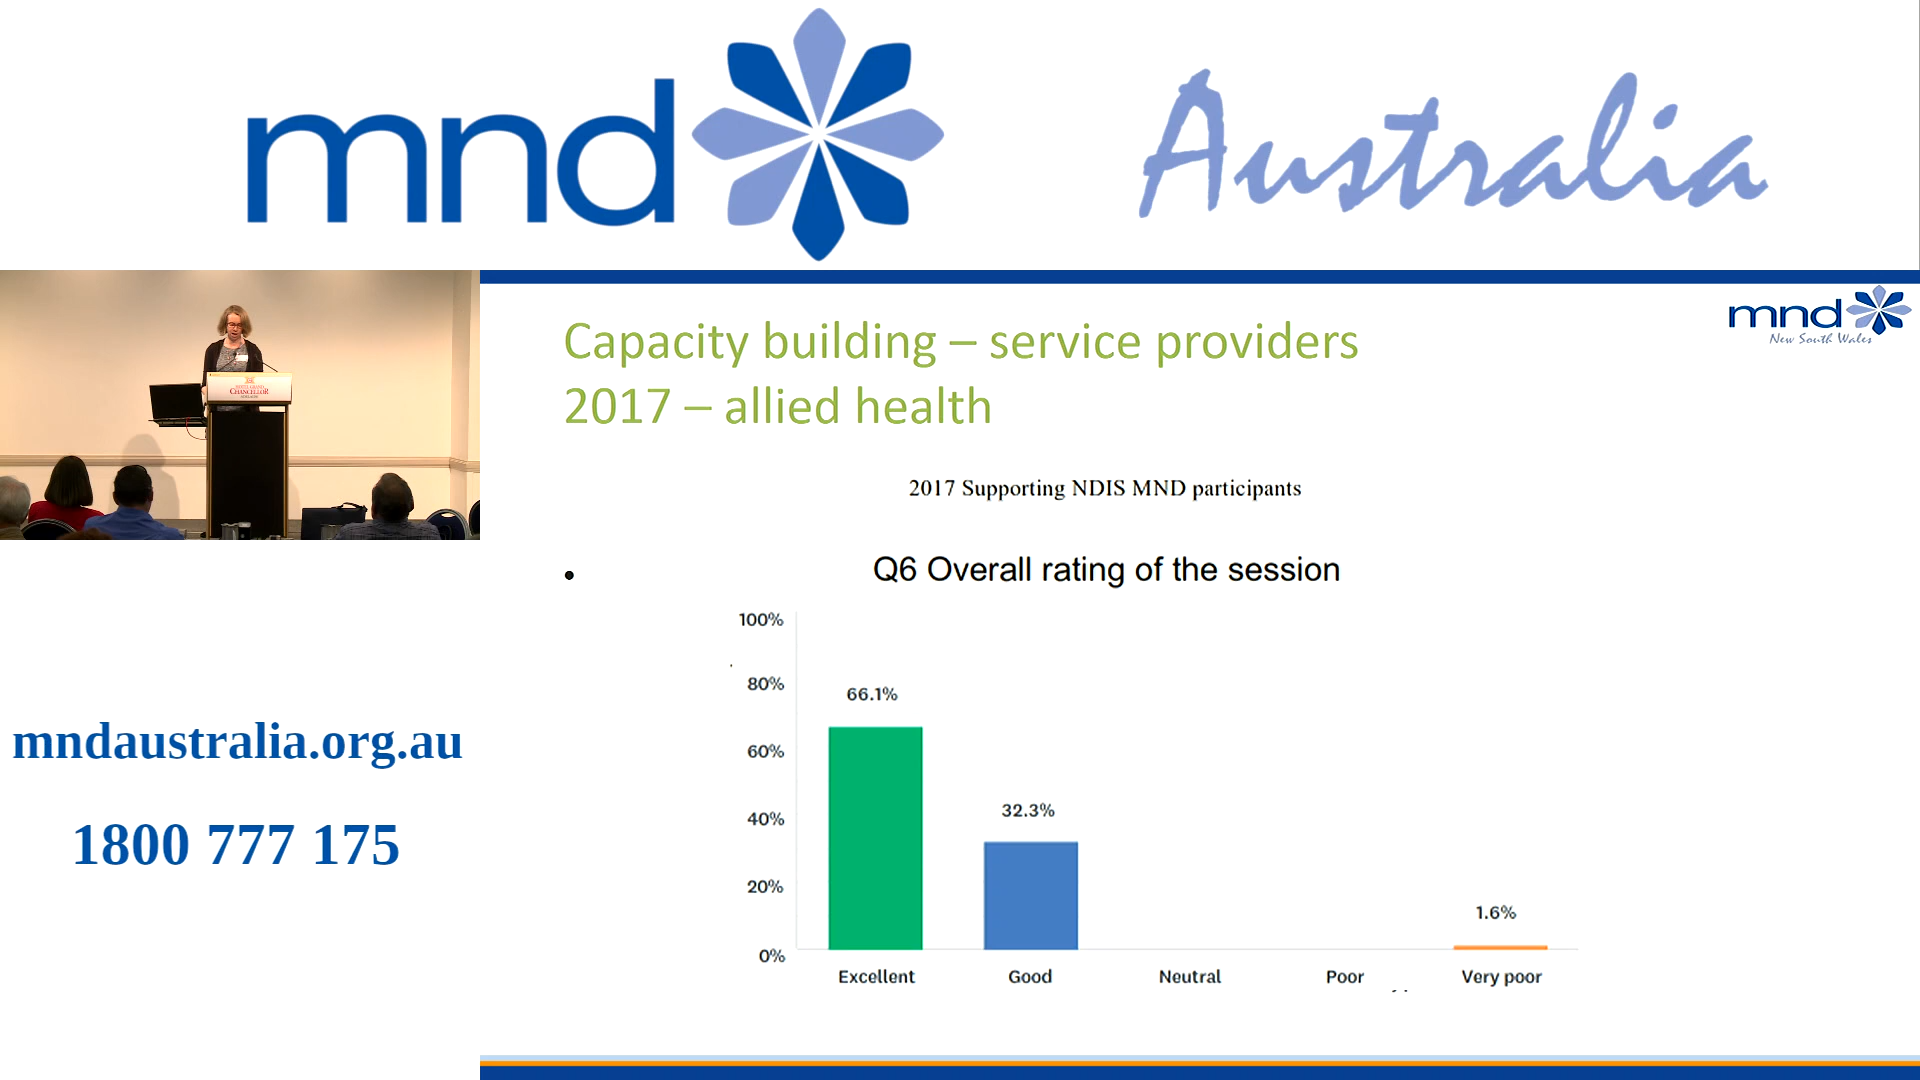 mnd Australia
mnd
New South Wales
Capacity building – service providers
2017 – allied health
CHANCELLOR
2017 Supporting NDIS MND participants
• Q6 Overall rating of the session
100%
80%
60%
40%
20%
0%
66.1%
32.3%
1.6%
Excellent Good Neutral Poor Very poor
mndaustralia.org.au
1800 777 175